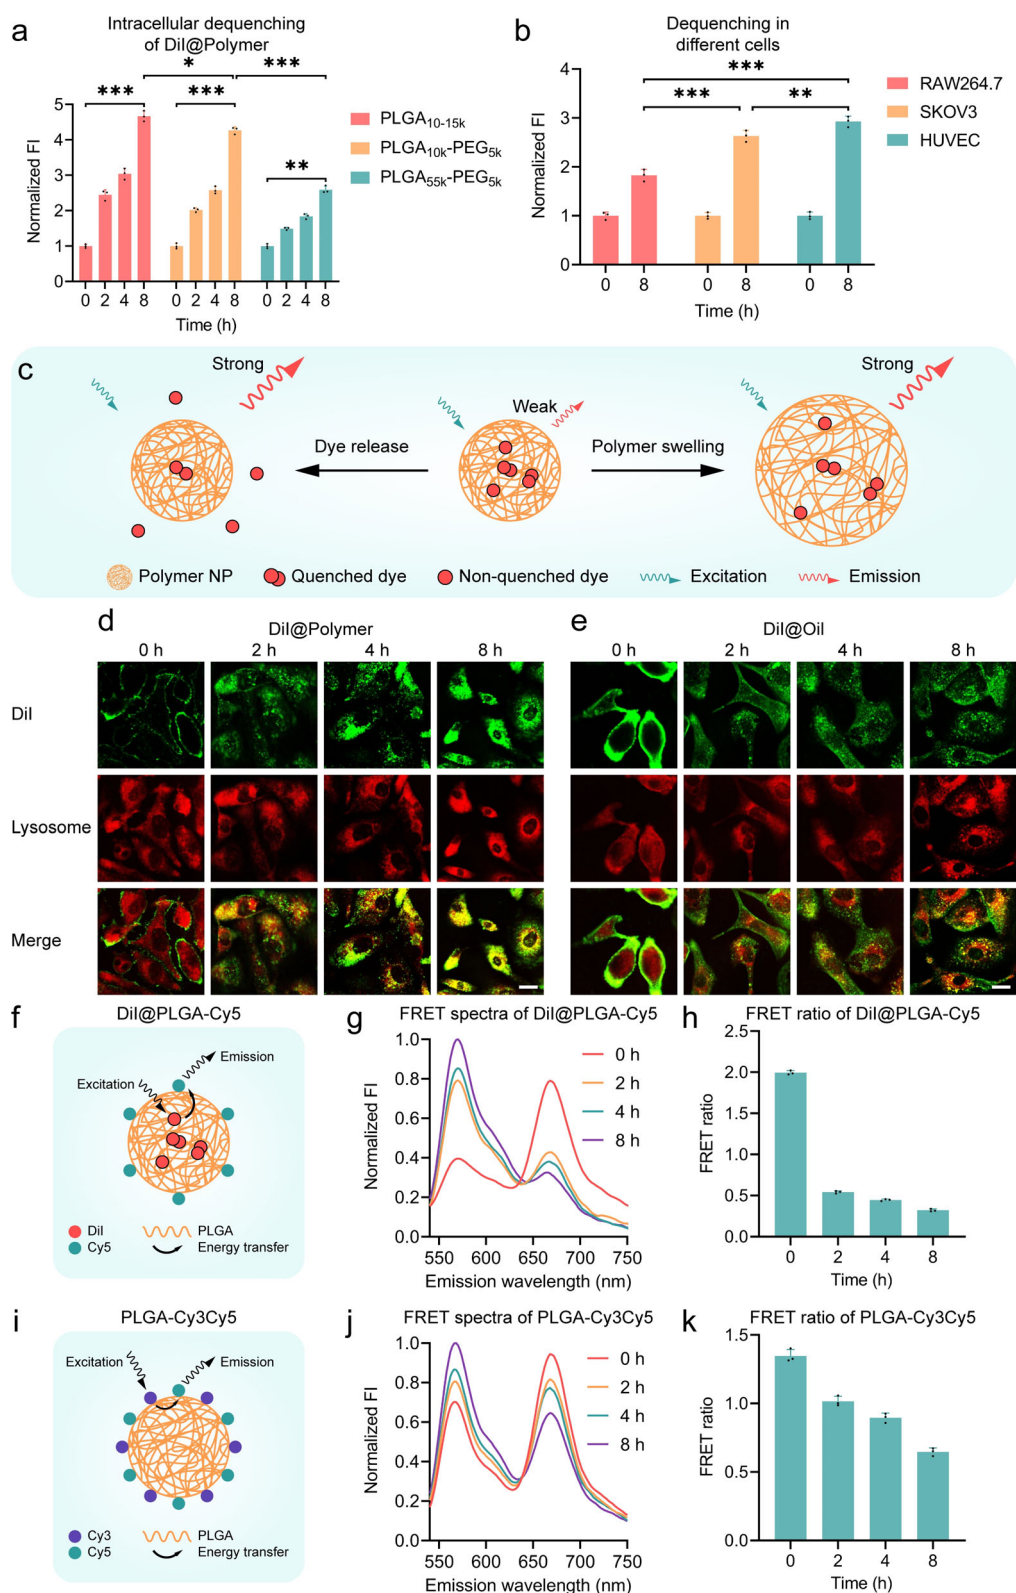 a
Intracellular dequenching
of DiI@Polymer
*
***
***
***
**
Normalized FI
5
4
3
2
1
0
0 2 4 8 0 2 4 8 0 2 4 8
Time (h)
PLGA10-15k
PLGA10k-PEG5k
PLGA55k-PEG5k
b
Dequenching in
different cells
***
***
**
Normalized FI
4
3
2
1
0
0 8 0 8 0 8
Time (h)
RAW264.7
SKOV3
HUVEC
c
Strong
Weak
Strong
Dye release
Polymer swelling
Polymer NP
Quenched dye
Non-quenched dye
Excitation
Emission
d
DiI@Polymer
0 h 2 h 4 h 8 h
e
DiI@Oil
0 h 2 h 4 h 8 h
DiI
Lysosome
Merge
f
DiI@PLGA-Cy5
Emission
Excitation
DiI
PLGA
Cy5
Energy transfer
g
FRET spectra of DiI@PLGA-Cy5
Normalized FI
1.0
0.8
0.6
0.4
0.2
0.0
550 600 650 700 750
Emission wavelength (nm)
0 h
2 h
4 h
8 h
h
FRET ratio of DiI@PLGA-Cy5
FRET ratio
2.5
2.0
1.5
1.0
0.5
0.0
0 2 4 8
Time (h)
i
PLGA-Cy3Cy5
Excitation
Emission
Cy3
PLGA
Cy5
Energy transfer
j
FRET spectra of PLGA-Cy3Cy5
Normalized FI
1.0
0.8
0.6
0.4
0.2
0.0
550 600 650 700 750
Emission wavelength (nm)
0 h
2 h
4 h
8 h
k
FRET ratio of PLGA-Cy3Cy5
FRET ratio
1.5
1.0
0.5
0.0
0 2 4 8
Time (h)